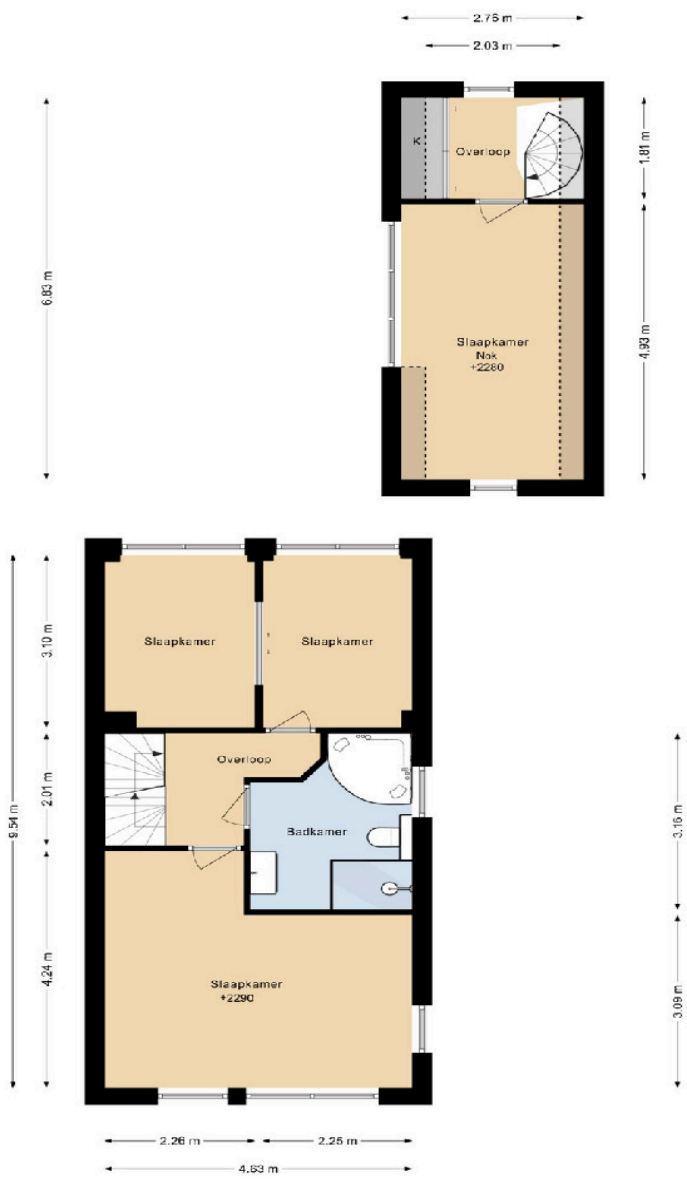 2.76 m
2.03 m
K
Overloop
1.81 m
6.83 m
Slaapkamer
Nok
+2280
4.93 m
Slaapkamer
Slaapkamer
3.10 m
Overloop
2.01 m
9.54 m
Badkamer
3.16 m
4.24 m
Slaapkamer
+2290
3.09 m
2.26 m
2.25 m
4.63 m